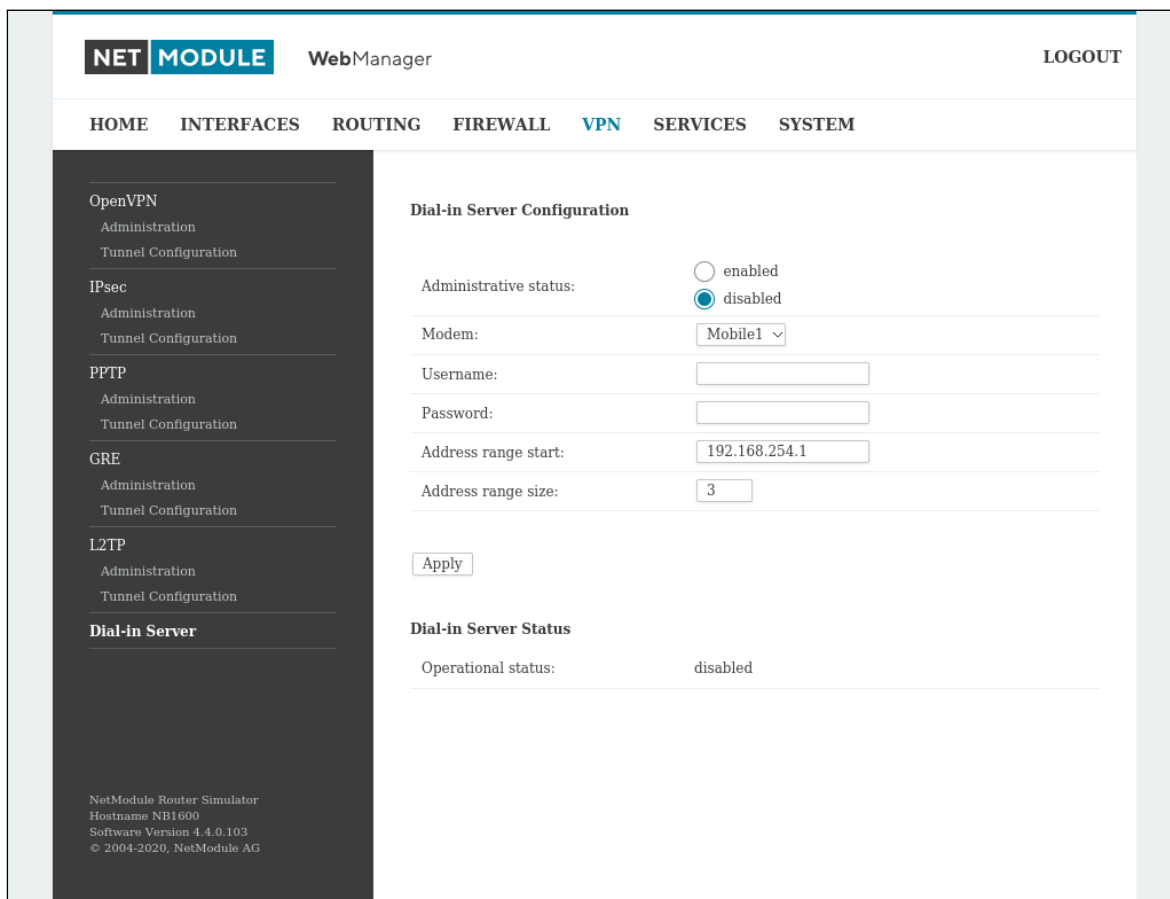 NET MODULE WebManager LOGOUT
HOME INTERFACES ROUTING FIREWALL VPN SERVICES SYSTEM
OpenVPN
Administration
Tunnel Configuration
IPsec
Administration
Tunnel Configuration
PPTP
Administration
Tunnel Configuration
GRE
Administration
Tunnel Configuration
L2TP
Administration
Tunnel Configuration
Dial-in Server
NetModule Router Simulator
Hostname NB1600
Software Version 4.4.0.103
© 2004-2020, NetModule AG
Dial-in Server Configuration
Administrative status:
enabled
disabled
Modem: Mobile1
Username:
Password:
Address range start: 192.168.254.1
Address range size: 3
Apply
Dial-in Server Status
Operational status: disabled